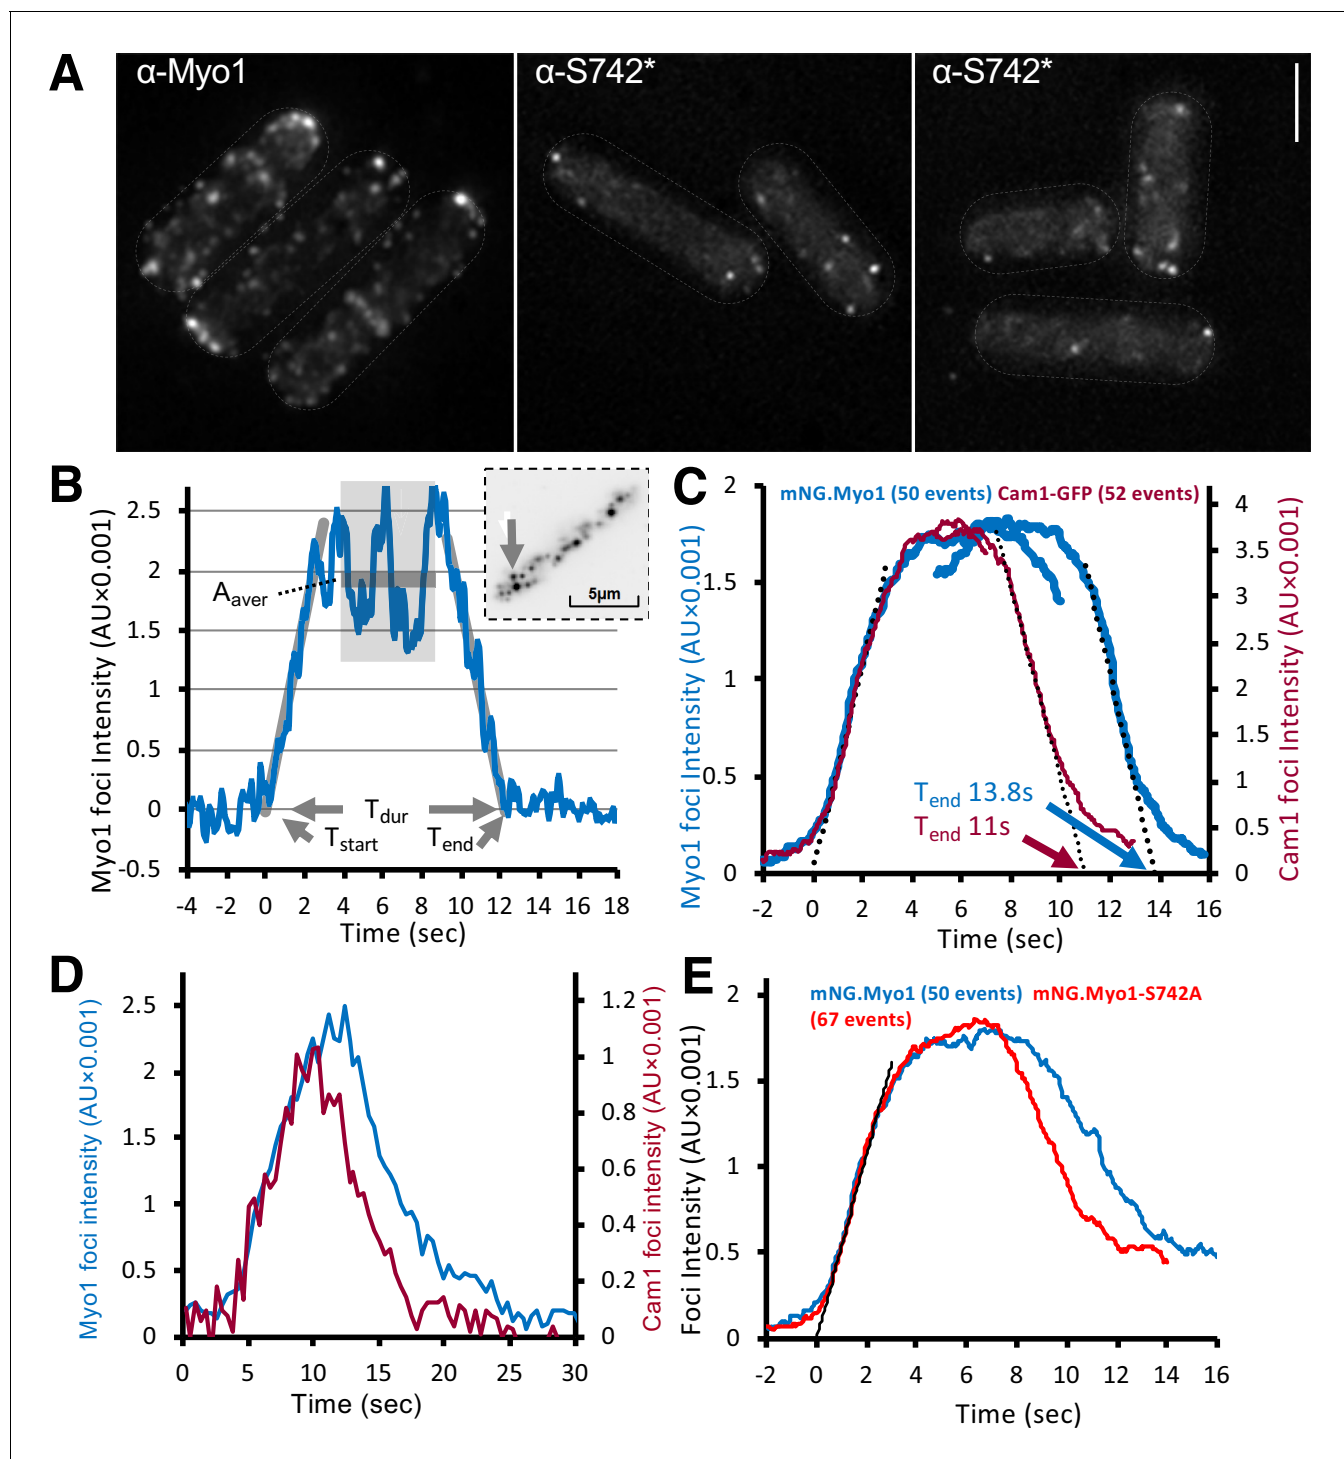 A
α-Myo1
α-S742*
α-S742*
B
Myo1 foci Intensity (AU×0.001)
2.5
2
1.5
1
0.5
0
-0.5
A_aver
5µm
T_dur
T_start
T_end
-4 -2 0 2 4 6 8 10 12 14 16 18
Time (sec)
C
mNG.Myo1 (50 events) Cam1-GFP (52 events)
Myo1 foci Intensity (AU×0.001)
2
1.5
1
0.5
0
4
3.5
3
2.5
2
1.5
1
0.5
0
Cam1 foci Intensity (AU×0.001)
T_end 13.8s
T_end 11s
-2 0 2 4 6 8 10 12 14 16
Time (sec)
D
Myo1 foci intensity (AU×0.001)
2.5
2
1.5
1
0.5
0
1.2
1
0.8
0.6
0.4
0.2
0
Cam1 foci intensity (AU×0.001)
0 5 10 15 20 25 30
Time (sec)
E
mNG.Myo1 (50 events) mNG.Myo1-S742A
(67 events)
Foci Intensity (AU×0.001)
2
1.5
1
0.5
0
-2 0 2 4 6 8 10 12 14 16
Time (sec)